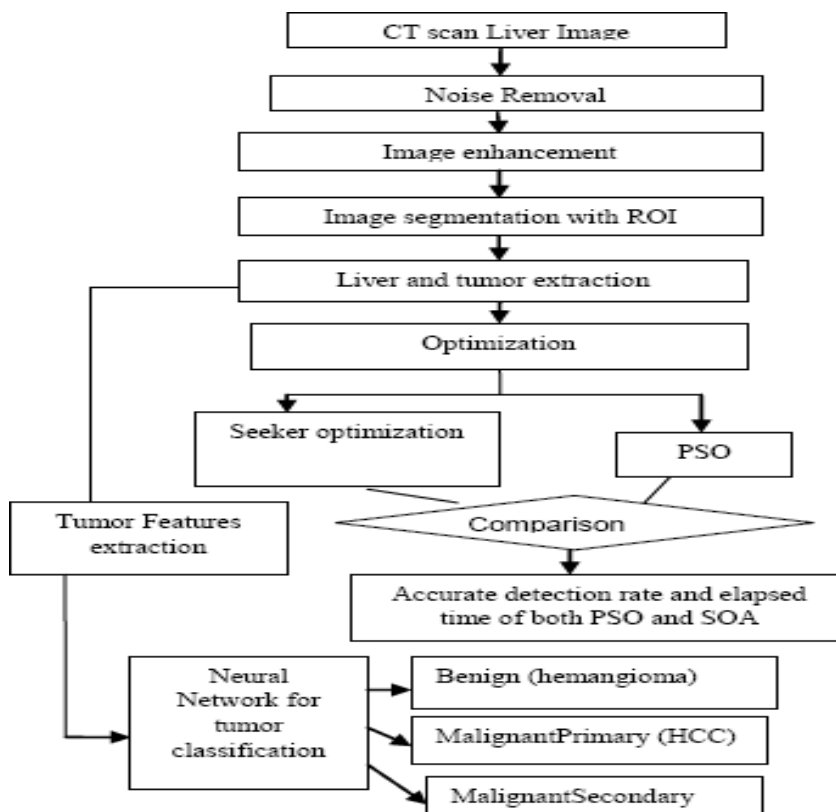 CT scan Liver Image
Noise Removal
Image enhancement
Image segmentation with ROI
Liver and tumor extraction
Optimization
Seeker optimization
PSO
Comparison
Tumor Features
extraction
Accurate detection rate and elapsed
time of both PSO and SOA
Neural
Network for
tumor
classification
Benign (hemangioma)
MalignantPrimary (HCC)
MalignantSecondary